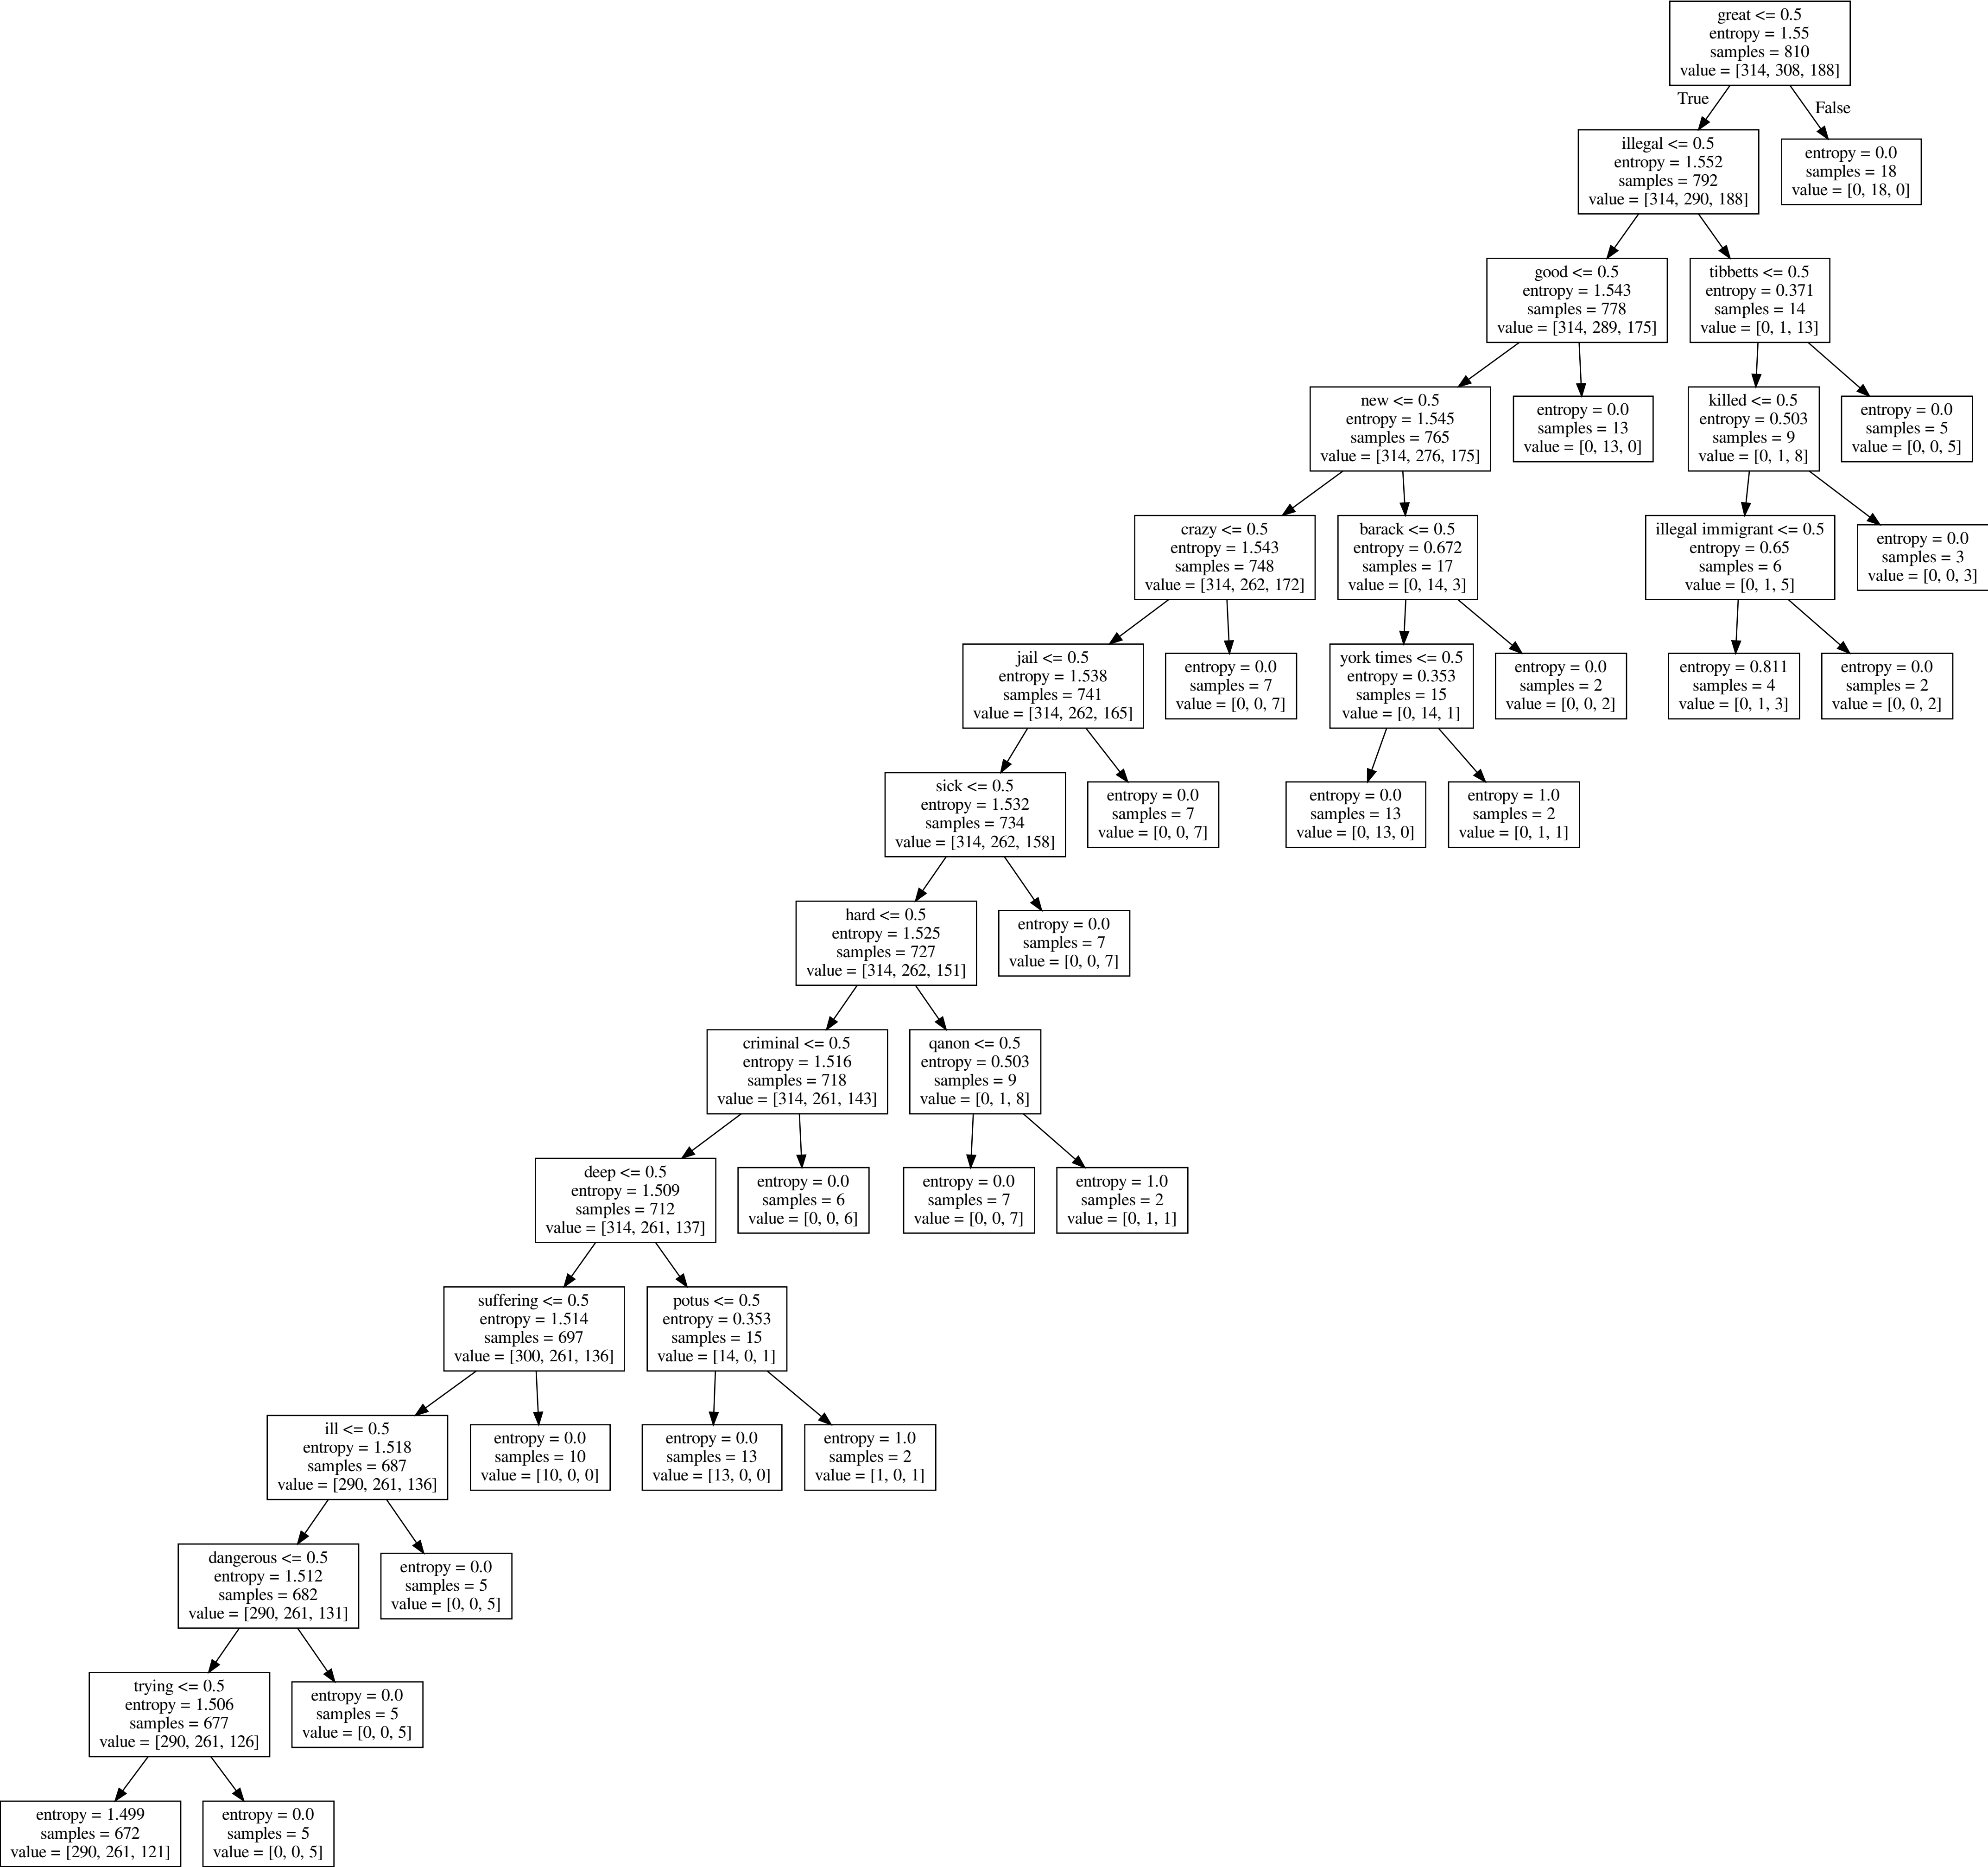 great <= 0.5
entropy = 1.55
samples = 810
value = [314, 308, 188]
True
False
illegal <= 0.5
entropy = 1.552
samples = 792
value = [314, 290, 188]
entropy = 0.0
samples = 18
value = [0, 18, 0]
good <= 0.5
entropy = 1.543
samples = 778
value = [314, 289, 175]
tibbetts <= 0.5
entropy = 0.371
samples = 14
value = [0, 1, 13]
new <= 0.5
entropy = 1.545
samples = 765
value = [314, 276, 175]
entropy = 0.0
samples = 13
value = [0, 13, 0]
killed <= 0.5
entropy = 0.503
samples = 9
value = [0, 1, 8]
entropy = 0.0
samples = 5
value = [0, 0, 5]
crazy <= 0.5
entropy = 1.543
samples = 748
value = [314, 262, 172]
barack <= 0.5
entropy = 0.672
samples = 17
value = [0, 14, 3]
illegal immigrant <= 0.5
entropy = 0.65
samples = 6
value = [0, 1, 5]
entropy = 0.0
samples = 3
value = [0, 0, 3]
jail <= 0.5
entropy = 1.538
samples = 741
value = [314, 262, 165]
entropy = 0.0
samples = 7
value = [0, 0, 7]
york times <= 0.5
entropy = 0.353
samples = 15
value = [0, 14, 1]
entropy = 0.0
samples = 2
value = [0, 0, 2]
entropy = 0.811
samples = 4
value = [0, 1, 3]
entropy = 0.0
samples = 2
value = [0, 0, 2]
sick <= 0.5
entropy = 1.532
samples = 734
value = [314, 262, 158]
entropy = 0.0
samples = 7
value = [0, 0, 7]
entropy = 0.0
samples = 13
value = [0, 13, 0]
entropy = 1.0
samples = 2
value = [0, 1, 1]
hard <= 0.5
entropy = 1.525
samples = 727
value = [314, 262, 151]
entropy = 0.0
samples = 7
value = [0, 0, 7]
criminal <= 0.5
entropy = 1.516
samples = 718
value = [314, 261, 143]
qanon <= 0.5
entropy = 0.503
samples = 9
value = [0, 1, 8]
deep <= 0.5
entropy = 1.509
samples = 712
value = [314, 261, 137]
entropy = 0.0
samples = 6
value = [0, 0, 6]
entropy = 0.0
samples = 7
value = [0, 0, 7]
entropy = 1.0
samples = 2
value = [0, 1, 1]
suffering <= 0.5
entropy = 1.514
samples = 697
value = [300, 261, 136]
potus <= 0.5
entropy = 0.353
samples = 15
value = [14, 0, 1]
ill <= 0.5
entropy = 1.518
samples = 687
value = [290, 261, 136]
entropy = 0.0
samples = 10
value = [10, 0, 0]
entropy = 0.0
samples = 13
value = [13, 0, 0]
entropy = 1.0
samples = 2
value = [1, 0, 1]
dangerous <= 0.5
entropy = 1.512
samples = 682
value = [290, 261, 131]
entropy = 0.0
samples = 5
value = [0, 0, 5]
trying <= 0.5
entropy = 1.506
samples = 677
value = [290, 261, 126]
entropy = 0.0
samples = 5
value = [0, 0, 5]
entropy = 1.499
samples = 672
value = [290, 261, 121]
entropy = 0.0
samples = 5
value = [0, 0, 5]